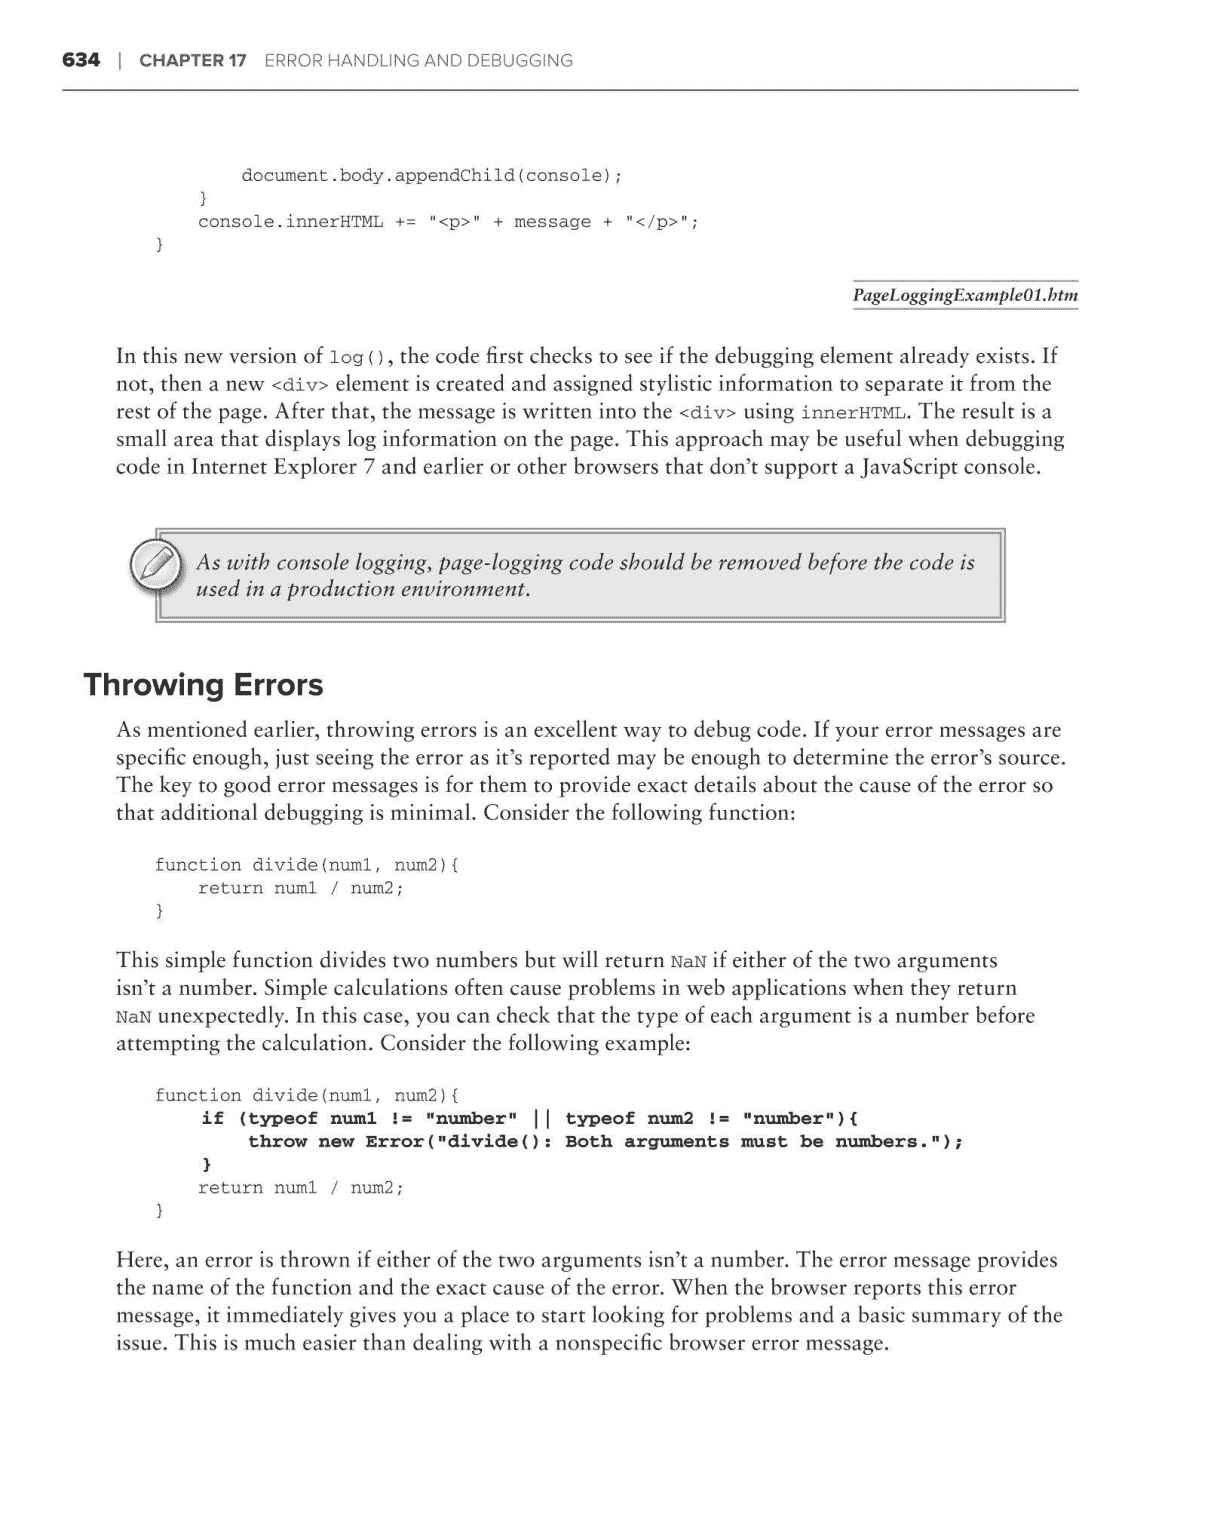 634 | CHAPTER 17 ERROR HANDLING AND DEBUGGING
document.body.appendChild(console);
}
console.innerHTML += "<p>" + message + "</p>";
}
PageLoggingExample01.htm
In this new version of log(), the code first checks to see if the debugging element already exists. If
not, then a new <div> element is created and assigned stylistic information to separate it from the
rest of the page. After that, the message is written into the <div> using innerHTML. The result is a
small area that displays log information on the page. This approach may be useful when debugging
code in Internet Explorer 7 and earlier or other browsers that don’t support a JavaScript console.
As with console logging, page-logging code should be removed before the code is
used in a production environment.
Throwing Errors
As mentioned earlier, throwing errors is an excellent way to debug code. If your error messages are
specific enough, just seeing the error as it’s reported may be enough to determine the error’s source.
The key to good error messages is for them to provide exact details about the cause of the error so
that additional debugging is minimal. Consider the following function:
function divide(num1, num2){
return num1 / num2;
}
This simple function divides two numbers but will return NaN if either of the two arguments
isn’t a number. Simple calculations often cause problems in web applications when they return
NaN unexpectedly. In this case, you can check that the type of each argument is a number before
attempting the calculation. Consider the following example:
function divide(num1, num2){
if (typeof num1 != "number" || typeof num2 != "number"){
throw new Error("divide(): Both arguments must be numbers.");
}
return num1 / num2;
}
Here, an error is thrown if either of the two arguments isn’t a number. The error message provides
the name of the function and the exact cause of the error. When the browser reports this error
message, it immediately gives you a place to start looking for problems and a basic summary of the
issue. This is much easier than dealing with a nonspecific browser error message.